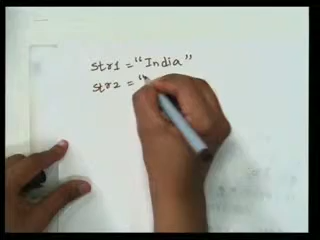 str1 = "India"
str2 = "